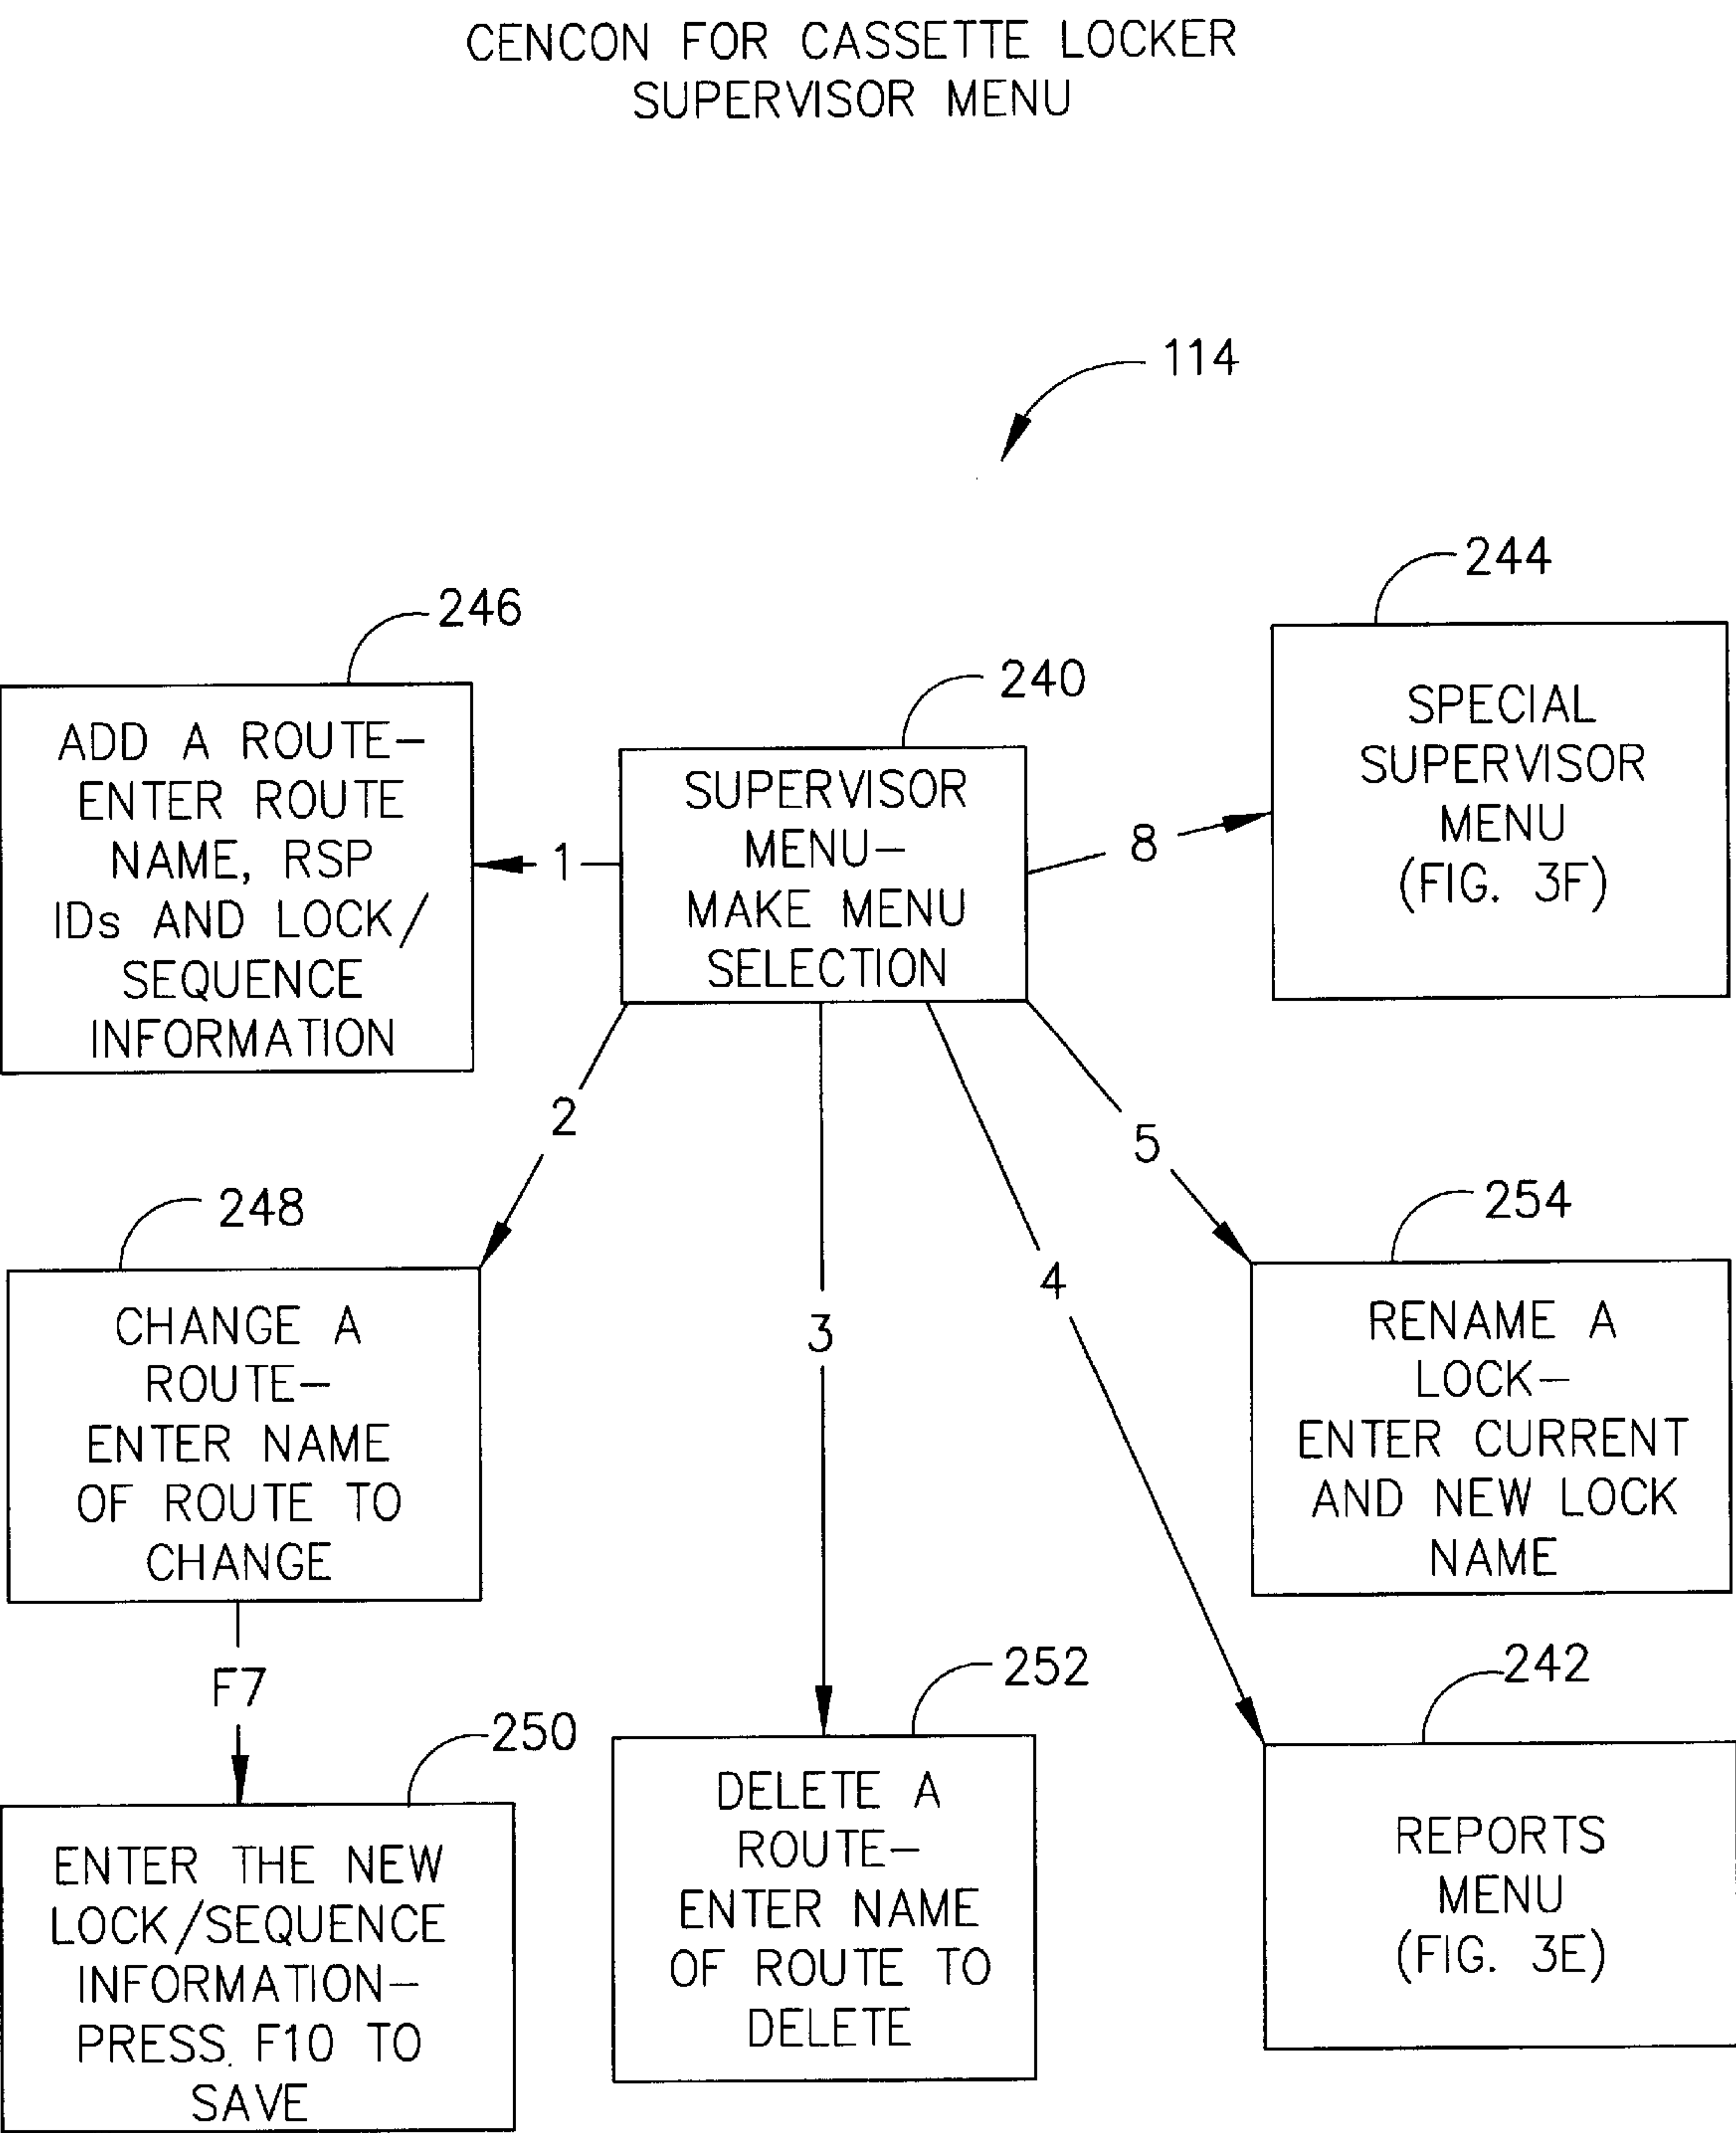 CENCON FOR CASSETTE LOCKER
SUPERVISOR MENU
114
246
ADD A ROUTE–
ENTER ROUTE
NAME, RSP
IDs AND LOCK/
SEQUENCE
INFORMATION
1
240
SUPERVISOR
MENU–
MAKE MENU
SELECTION
8
244
SPECIAL
SUPERVISOR
MENU
(FIG. 3F)
2
3
4
5
248
CHANGE A
ROUTE–
ENTER NAME
OF ROUTE TO
CHANGE
254
RENAME A
LOCK–
ENTER CURRENT
AND NEW LOCK
NAME
F7
250
ENTER THE NEW
LOCK/SEQUENCE
INFORMATION–
PRESS F10 TO
SAVE
252
DELETE A
ROUTE–
ENTER NAME
OF ROUTE TO
DELETE
242
REPORTS
MENU
(FIG. 3E)